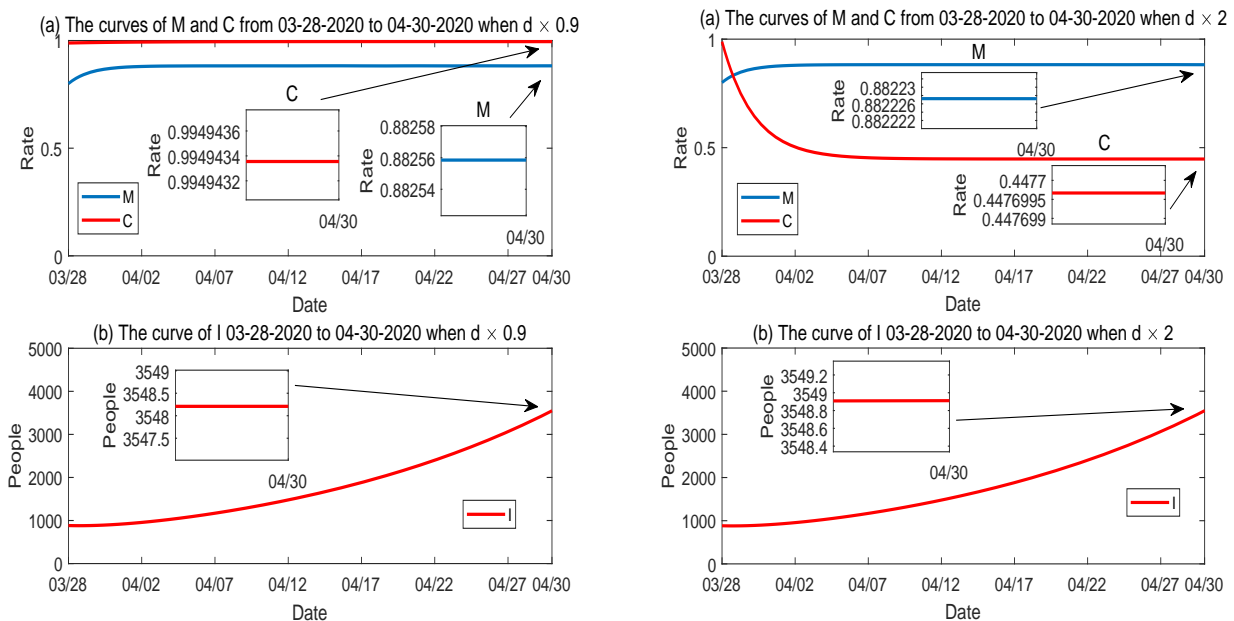 (a) The curves of M and C from 03-28-2020 to 04-30-2020 when d × 0.9
1
0.5
0
Rate
C
M
0.9949436
0.9949434
0.9949432
Rate
04/30
0.88258
0.88256
0.88254
Rate
04/30
M
C
03/28 04/02 04/07 04/12 04/17 04/22 04/27 04/30
Date
(a) The curves of M and C from 03-28-2020 to 04-30-2020 when d × 2
1
0.5
0
Rate
M
0.88223
0.882226
0.882222
Rate
04/30
C
0.4477
0.4476995
0.447699
Rate
04/30
M
C
03/28 04/02 04/07 04/12 04/17 04/22 04/27 04/30
Date
(b) The curve of I 03-28-2020 to 04-30-2020 when d × 0.9
5000
4000
3000
2000
1000
0
People
3549
3548.5
3548
3547.5
People
04/30
I
03/28 04/02 04/07 04/12 04/17 04/22 04/27 04/30
Date
(b) The curve of I 03-28-2020 to 04-30-2020 when d × 2
5000
4000
3000
2000
1000
0
People
3549.2
3549
3548.8
3548.6
3548.4
People
04/30
I
03/28 04/02 04/07 04/12 04/17 04/22 04/27 04/30
Date